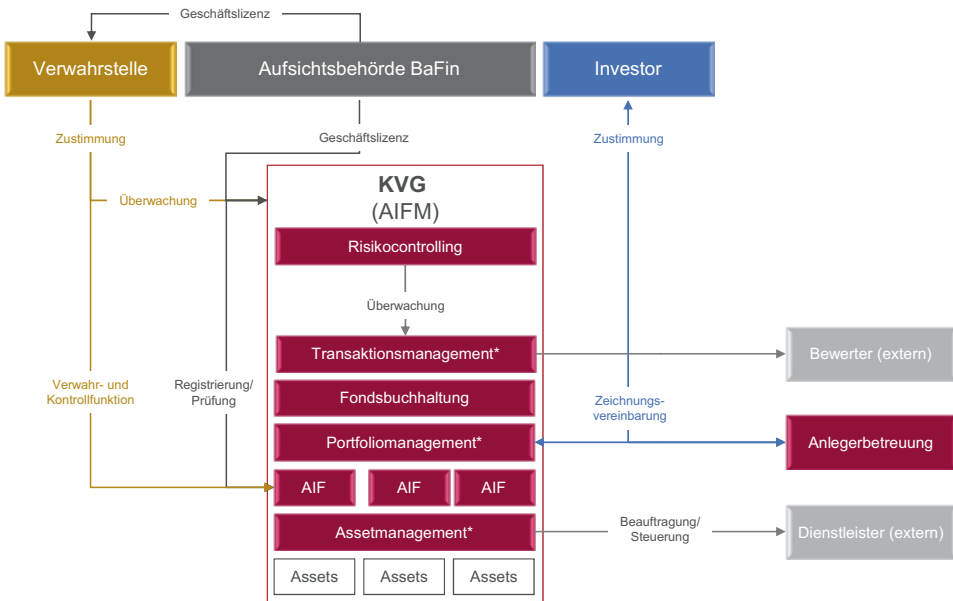 Geschäftslizenz
Verwahrstelle
Aufsichtsbehörde BaFin
Investor
Zustimmung
Geschäftslizenz
Zustimmung
KVG
(AIFM)
Überwachung
Risikocontrolling
Überwachung
Transaktionsmanagement*
Bewerter (extern)
Verwahr- und
Kontrollfunktion
Registrierung/
Prüfung
Fondsbuchhaltung
Zeichnungs-
vereinbarung
Portfoliomanagement*
Anlegerbetreuung
AIF
AIF
AIF
Assetmanagement*
Beauftragung/
Steuerung
Dienstleister (extern)
Assets
Assets
Assets